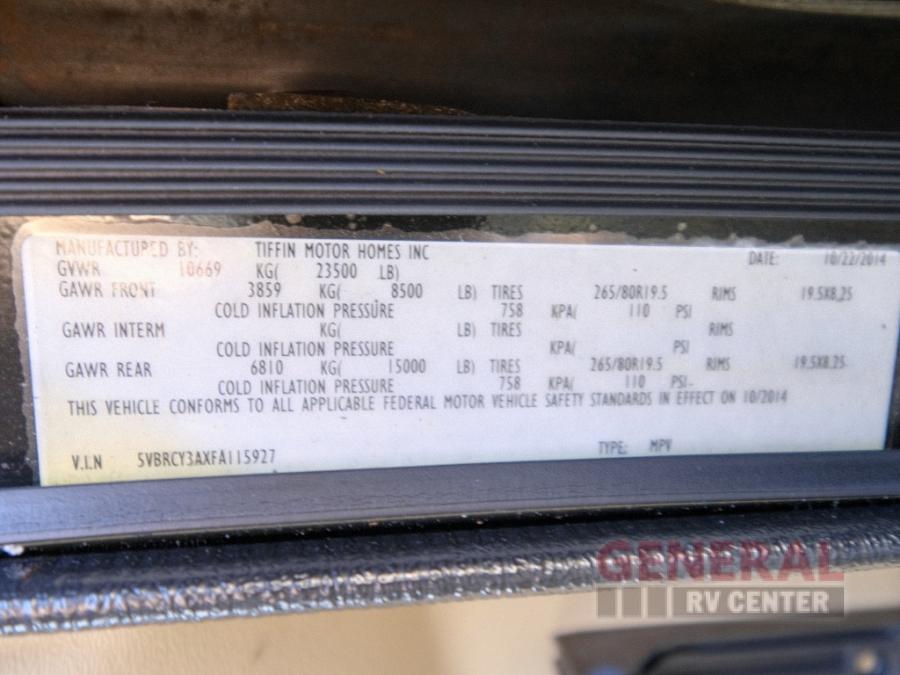 MANUFACTURED BY: TIFFIN MOTOR HOMES INC DATE: 10/22/2014
GVWR 10669 KG( 23500 LB)
GAWR FRONT 3859 KG( 8500 LB) TIRES 265/80R19.5 RIMS 19.5X8.25
COLD INFLATION PRESSURE 758 KPA( 110 PSI
GAWR INTERM KG( LB) TIRES RIMS
COLD INFLATION PRESSURE KPA( PSI
GAWR REAR 6810 KG( 15000 LB) TIRES 265/80R19.5 RIMS 19.5X8.25
COLD INFLATION PRESSURE 758 KPA( 110 PSI
THIS VEHICLE CONFORMS TO ALL APPLICABLE FEDERAL MOTOR VEHICLE SAFETY STANDARDS IN EFFECT ON 10/2014
V.I.N 5VBRCY3AXFA115927 TYPE: MPV
GENERAL
RV CENTER